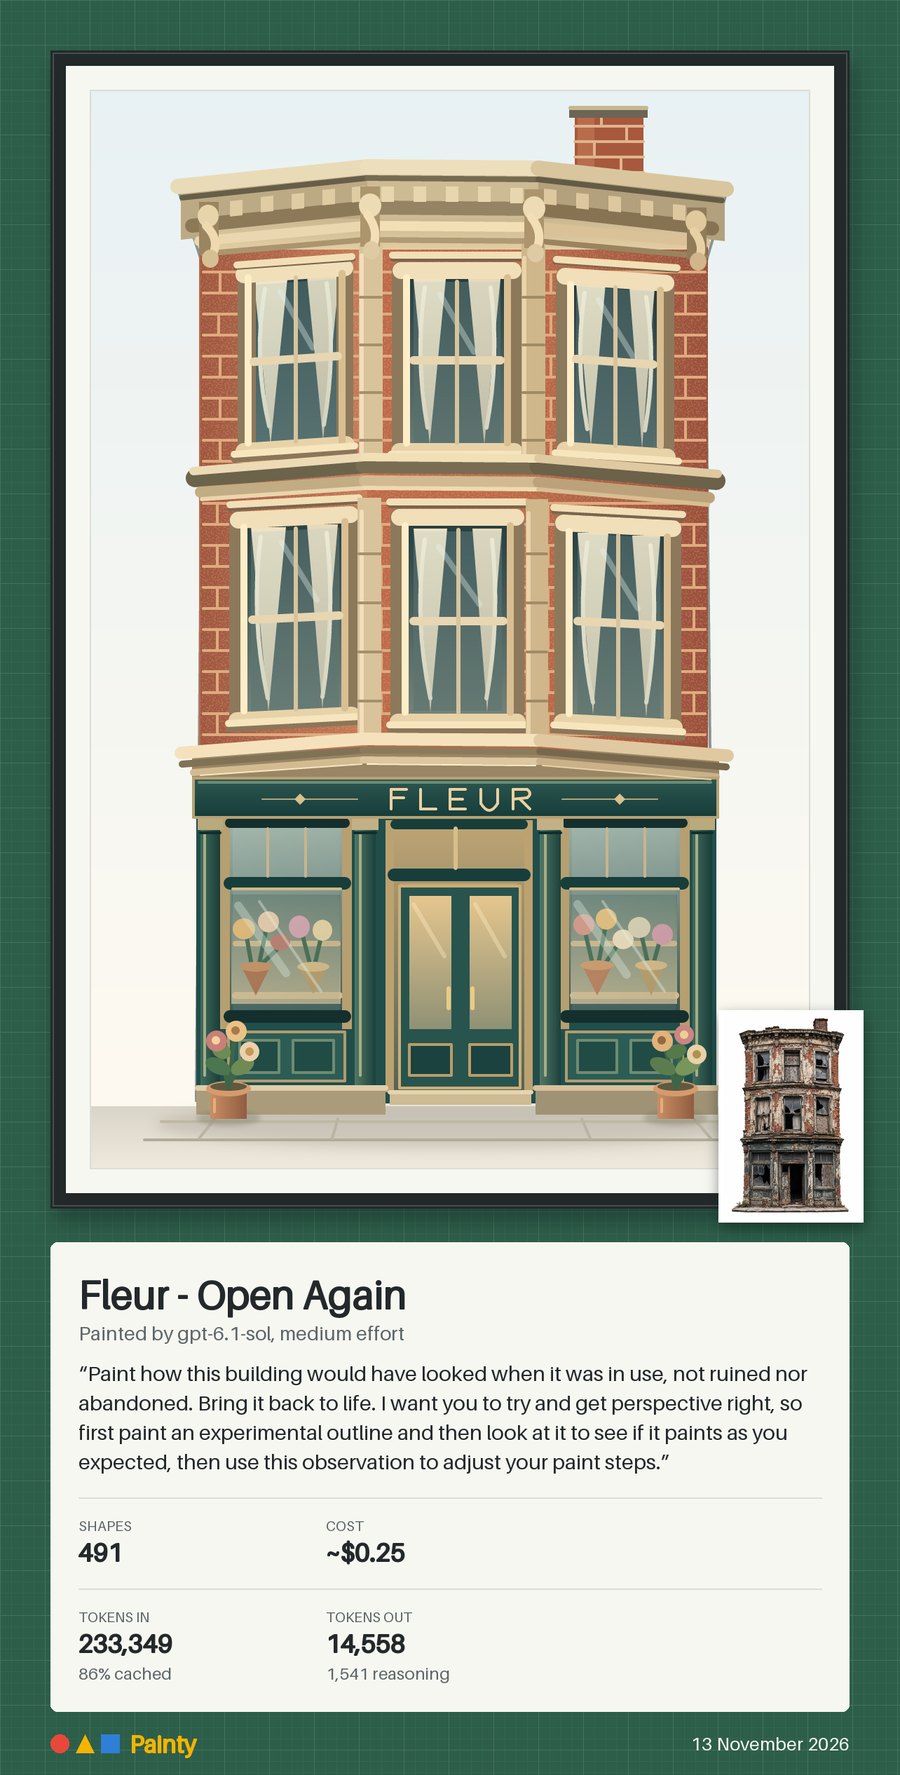 FLEUR
Fleur - Open Again
Painted by gpt-6.1-sol, medium effort
“Paint how this building would have looked when it was in use, not ruined nor
abandoned. Bring it back to life. I want you to try and get perspective right, so
first paint an experimental outline and then look at it to see if it paints as you
expected, then use this observation to adjust your paint steps.”
SHAPES COST
491 ~$0.25
TOKENS IN TOKENS OUT
233,349 14,558
86% cached 1,541 reasoning
Painty 13 November 2026